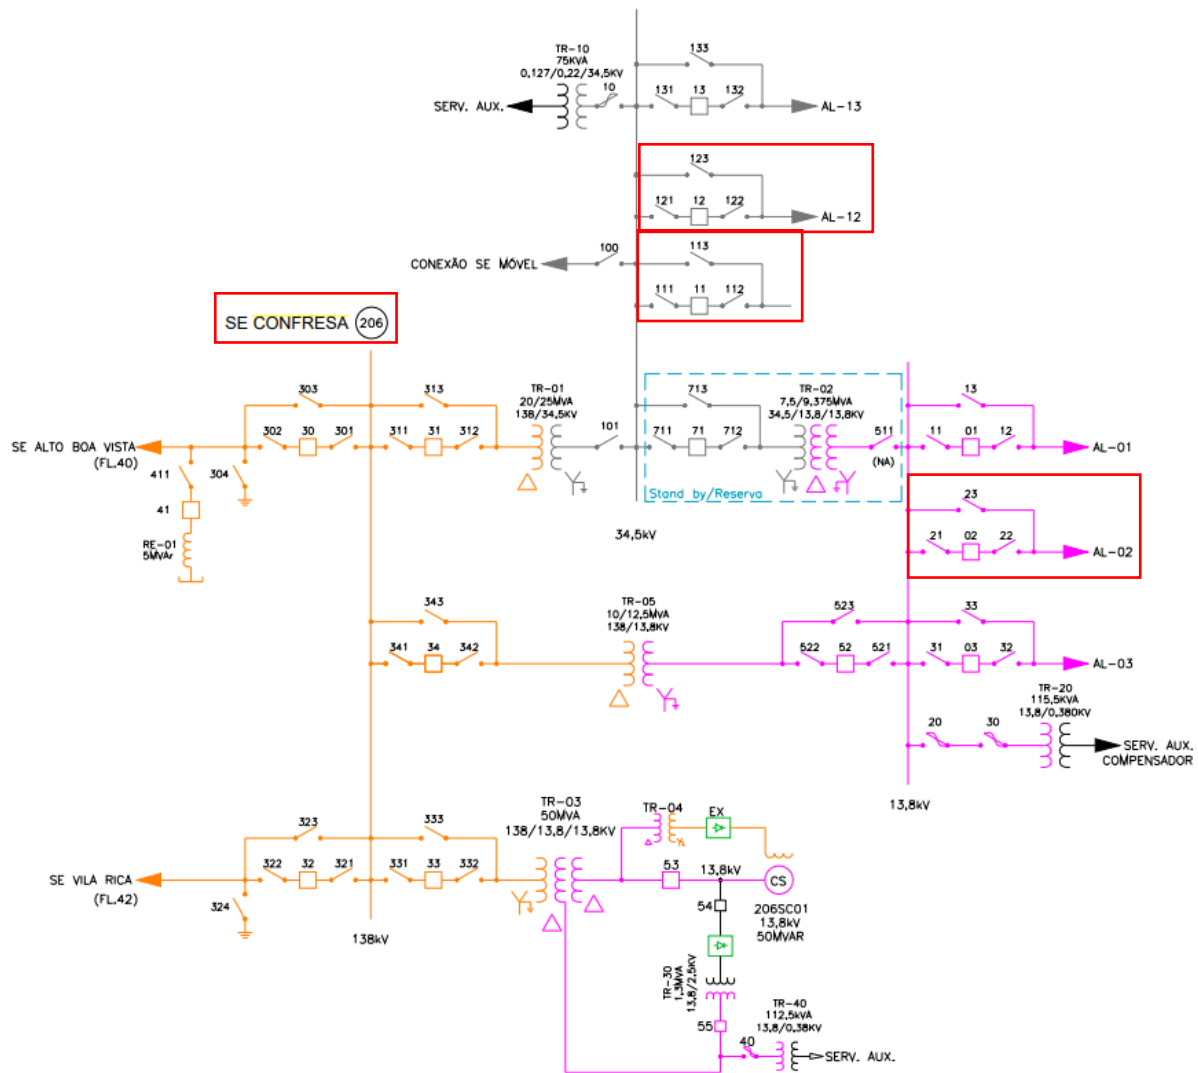 133
TR-10
75KVA
0,127/0,22/34,5KV
10
SERV. AUX.
131
13
132
AL-13
123
121
12
122
AL-12
100
113
CONEXÃO SE MÓVEL
111
11
112
SE CONFRESA 206
303
313
TR-01
20/25MVA
138/34,5KV
713
TR-02
7,5/9,375MVA
34,5/13,8/13,8KV
13
SE ALTO BOA VISTA
(FL.40)
302
30
301
311
31
312
101
711
71
712
511
(NA)
11
01
12
AL-01
411
304
Stand by/Reserva
23
41
34,5kV
21
02
22
AL-02
RE-01
5MVAr
343
TR-05
10/12,5MVA
138/13,8KV
523
33
341
34
342
522
52
521
31
03
32
AL-03
TR-20
115,5KVA
13,8/0,380KV
20
30
SERV. AUX.
COMPENSADOR
13,8kV
323
333
TR-03
50MVA
138/13,8/13,8KV
TR-04
EX
SE VILA RICA
(FL.42)
322
32
321
331
33
332
53
13,8kV
CS
324
54
206SC01
13,8kV
50MVAR
138kV
TR-30
1,3MVA
13,8/2,5KV
55
TR-40
112,5kVA
13,8/0,38KV
40
SERV. AUX.